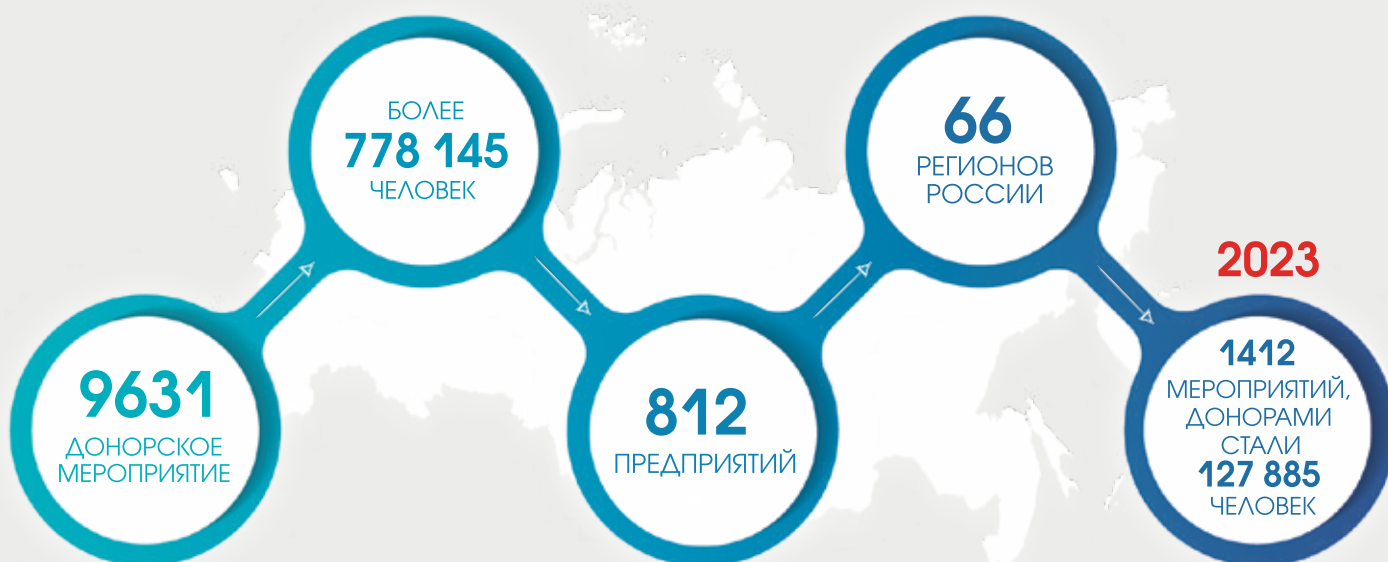 9631
ДОНОРСКОЕ
МЕРОПРИЯТИЕ
БОЛЕЕ
778 145
ЧЕЛОВЕК
812
ПРЕДПРИЯТИЙ
66
РЕГИОНОВ
РОССИИ
2023
1412
МЕРОПРИЯТИЙ,
ДОНОРАМИ
СТАЛИ
127 885
ЧЕЛОВЕК